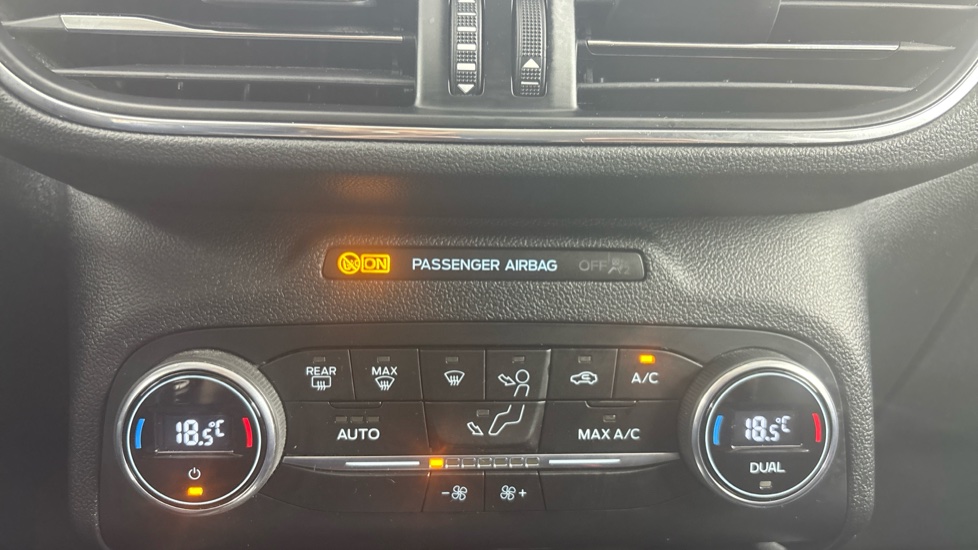 ON PASSENGER AIRBAG OFF
REAR
MAX
A/C
18.5°C
AUTO
MAX A/C
18.5°C
DUAL
-
+